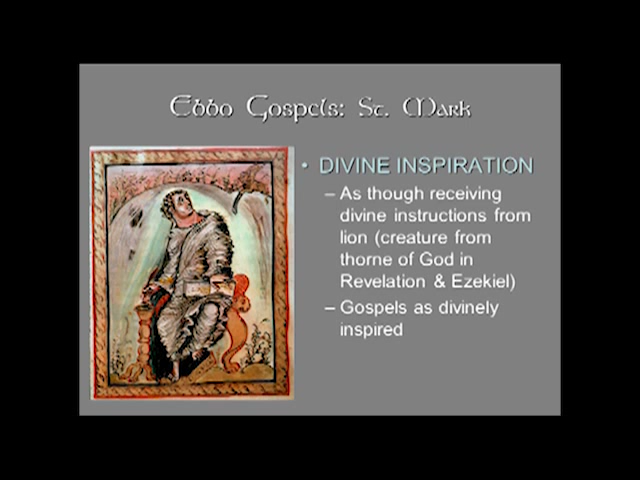 Ebbo Gospels: St. Mark
• DIVINE INSPIRATION
– As though receiving
divine instructions from
lion (creature from
thorne of God in
Revelation & Ezekiel)
– Gospels as divinely
inspired